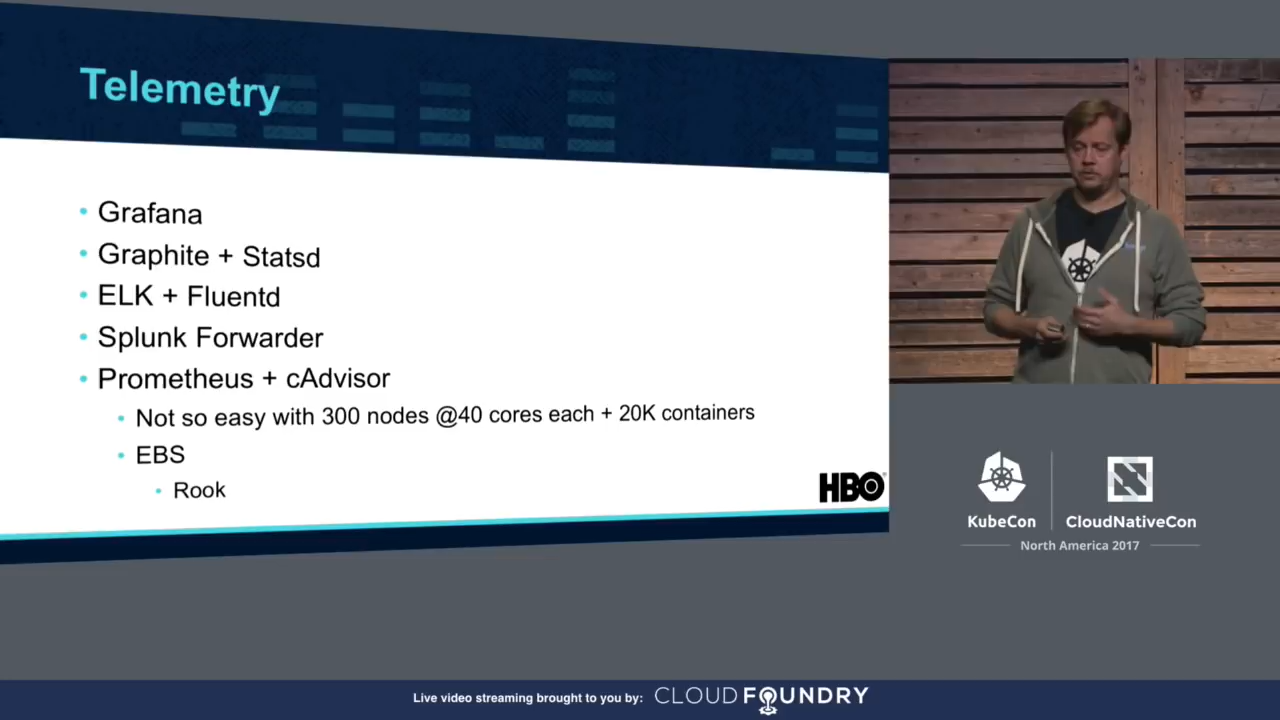 Telemetry
• Grafana
• Graphite + Statsd
• ELK + Fluentd
• Splunk Forwarder
• Prometheus + cAdvisor
• Not so easy with 300 nodes @40 cores each + 20K containers
• EBS
• Rook
HBO
KubeCon
CloudNativeCon
North America 2017
Live video streaming brought to you by: CLOUD FOUNDRY